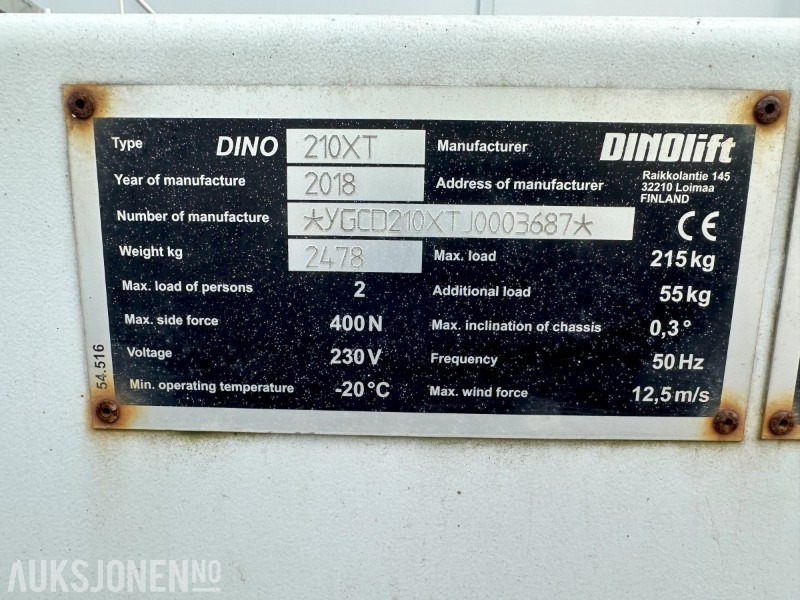 Type DINO 210XT Manufacturer DINOlift
Year of manufacture 2018 Address of manufacturer Raikkolantie 145
32210 Loimaa
FINLAND
Number of manufacture *YGCD210XTJ0003687* CE
Weight kg 2478 Max. load 215kg
Max. load of persons 2 Additional load 55kg
Max. side force 400N Max. inclination of chassis 0,3°
Voltage 230V Frequency 50 Hz
Min. operating temperature -20°C Max. wind force 12,5m/s
54.516
AUKSJONEN.NO